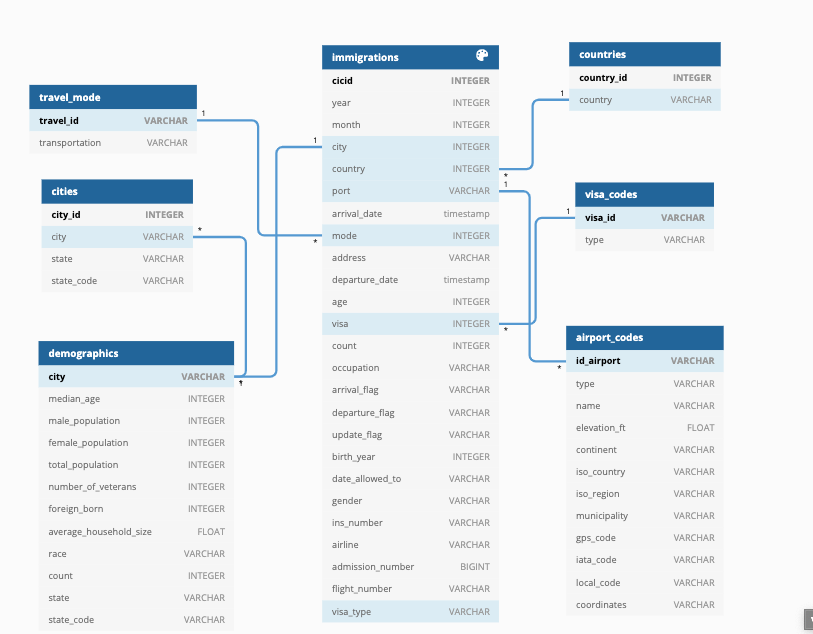 travel_mode
travel_id VARCHAR
transportation VARCHAR
1
cities
city_id INTEGER
city VARCHAR
state VARCHAR
state_code VARCHAR
*
demographics
city VARCHAR
median_age INTEGER
male_population INTEGER
female_population INTEGER
total_population INTEGER
number_of_veterans INTEGER
foreign_born INTEGER
average_household_size FLOAT
race VARCHAR
count INTEGER
state VARCHAR
state_code VARCHAR
immigrations
cicid INTEGER
year INTEGER
month INTEGER
1
city INTEGER
country INTEGER
*
port VARCHAR
1
arrival_date timestamp
mode INTEGER
*
address VARCHAR
departure_date timestamp
age INTEGER
visa INTEGER
*
count INTEGER
occupation VARCHAR
arrival_flag VARCHAR
departure_flag VARCHAR
update_flag VARCHAR
birth_year INTEGER
date_allowed_to VARCHAR
gender VARCHAR
ins_number VARCHAR
airline VARCHAR
admission_number BIGINT
flight_number VARCHAR
visa_type VARCHAR
countries
country_id INTEGER
1
country VARCHAR
visa_codes
1
visa_id VARCHAR
type VARCHAR
airport_codes
id_airport VARCHAR
*
type VARCHAR
name VARCHAR
elevation_ft FLOAT
continent VARCHAR
iso_country VARCHAR
iso_region VARCHAR
municipality VARCHAR
gps_code VARCHAR
iata_code VARCHAR
local_code VARCHAR
coordinates VARCHAR